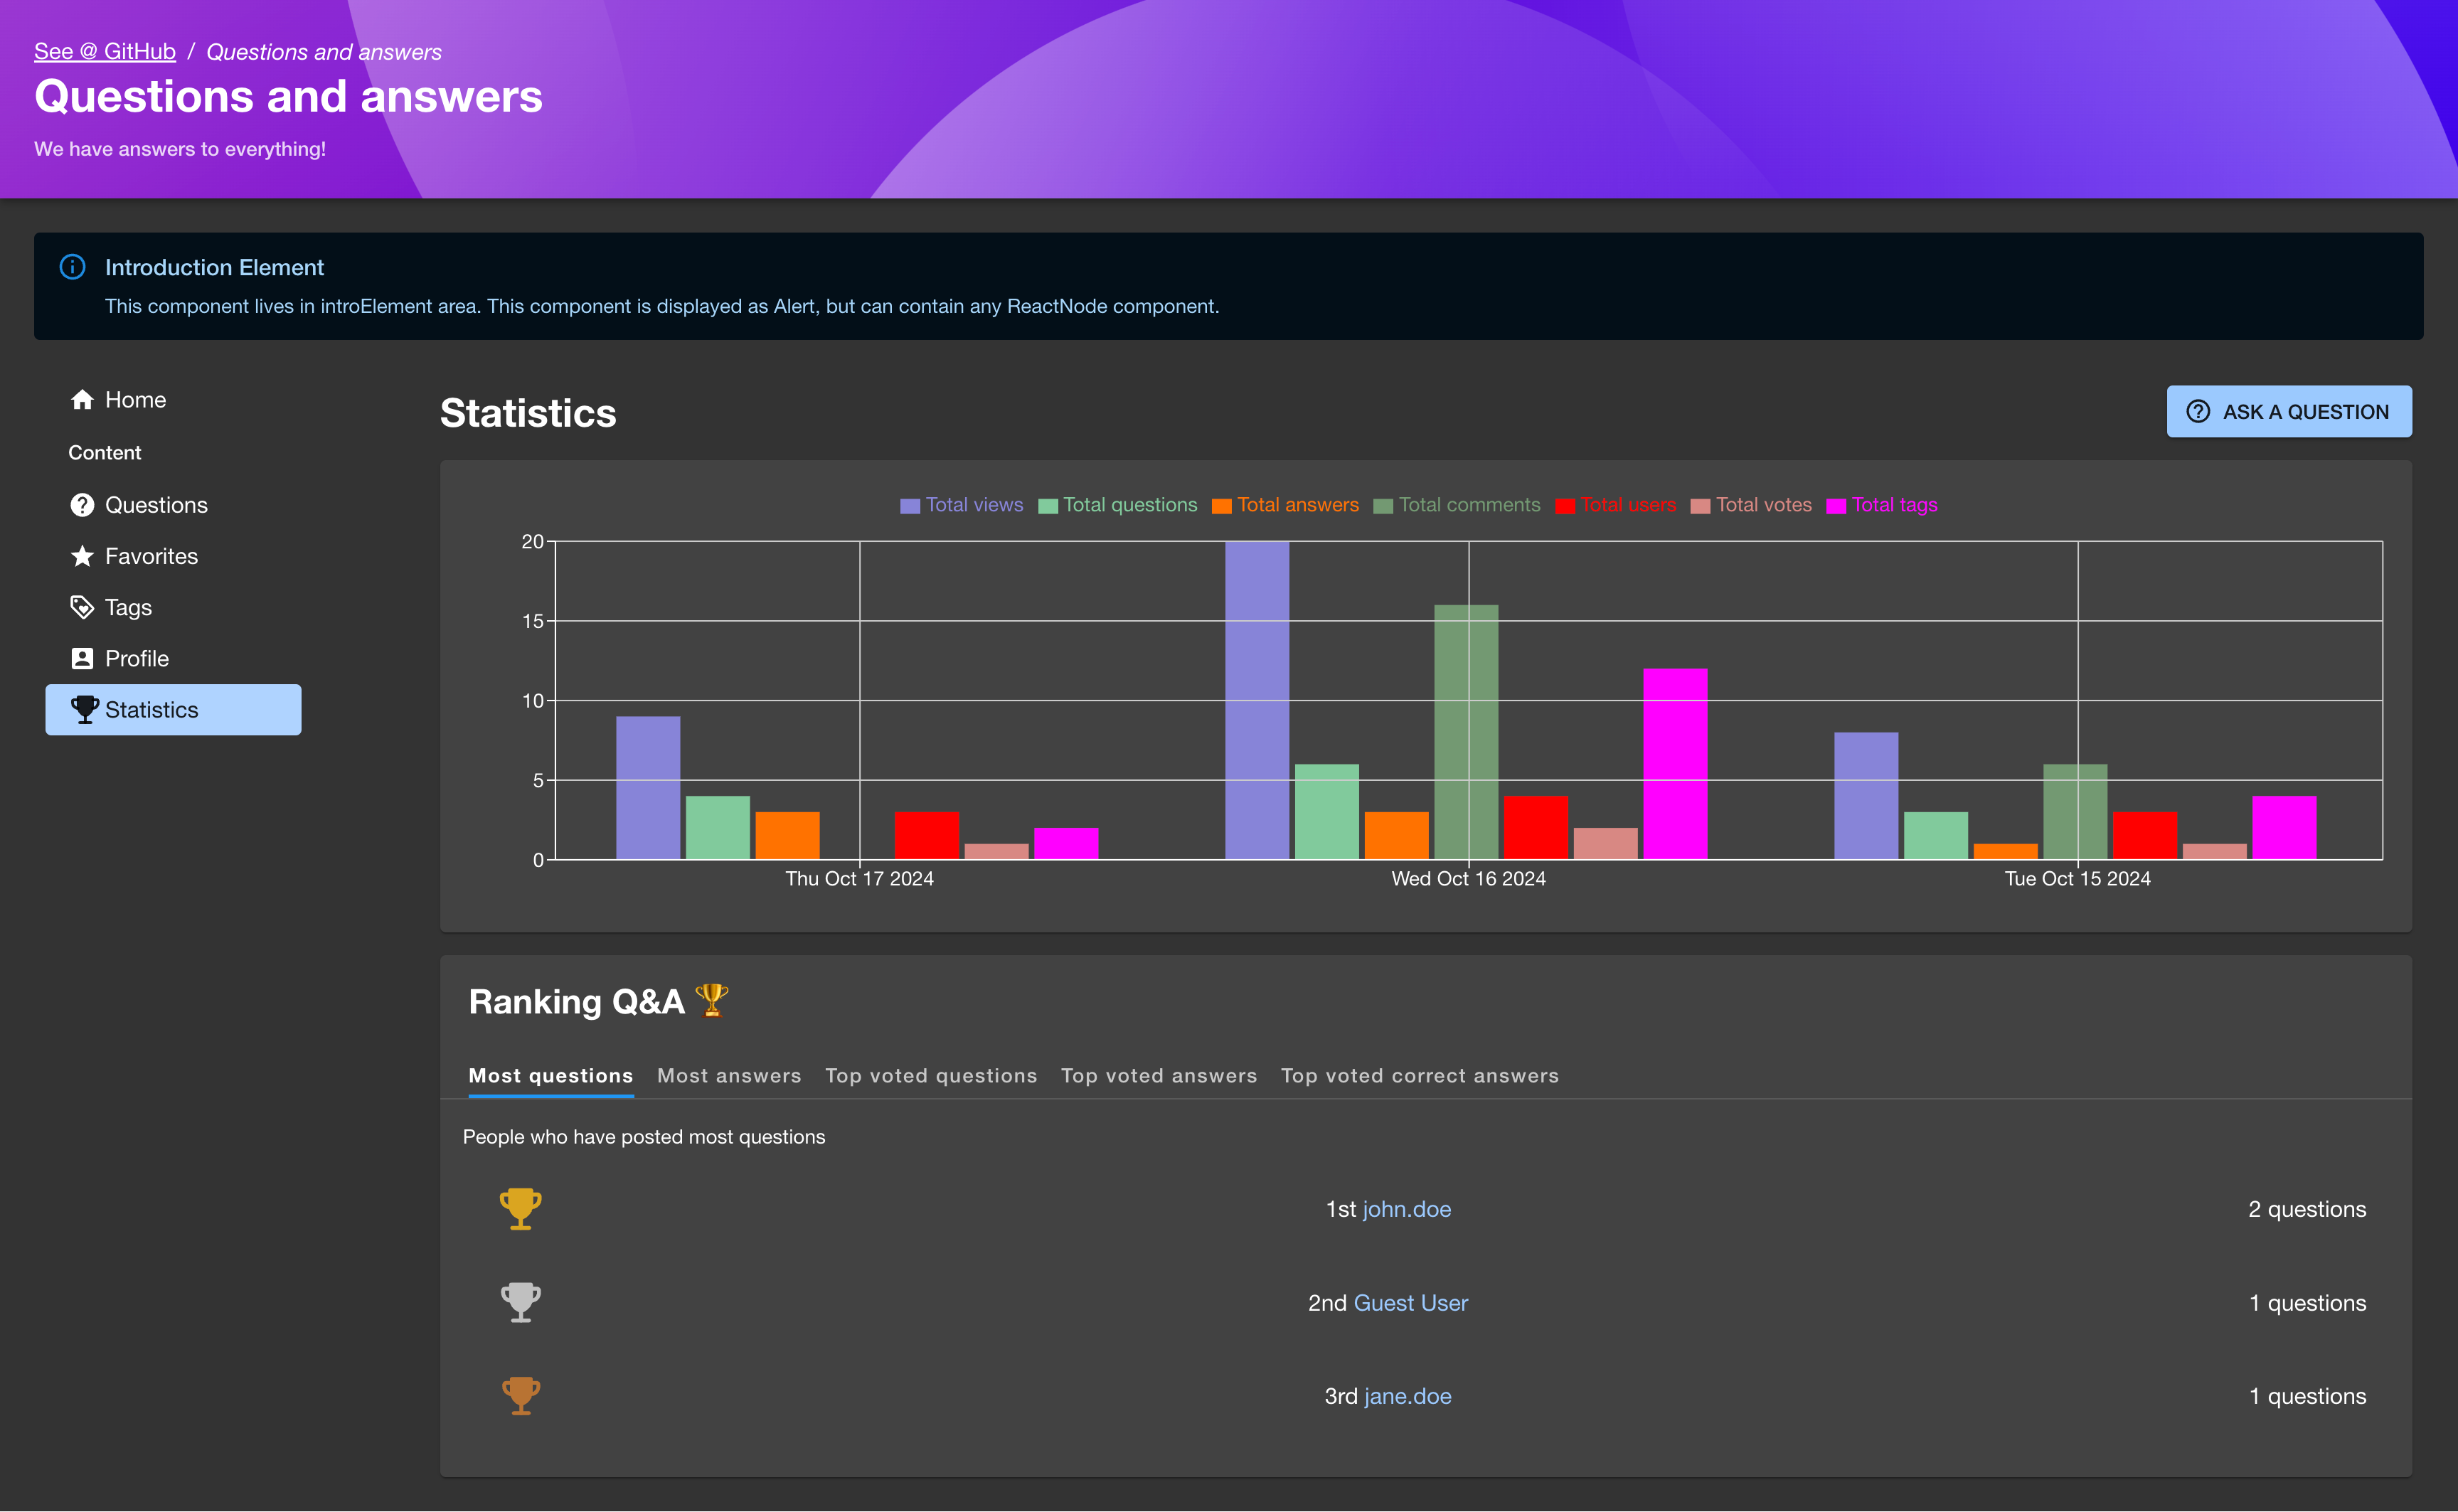 See @ GitHub / Questions and answers
Questions and answers
We have answers to everything!
Introduction Element
This component lives in introElement area. This component is displayed as Alert, but can contain any ReactNode component.
Home
Content
Questions
Favorites
Tags
Profile
Statistics
Statistics
ASK A QUESTION
Total views Total questions Total answers Total comments Total users Total votes Total tags
20
15
10
5
0
Thu Oct 17 2024 Wed Oct 16 2024 Tue Oct 15 2024
Ranking Q&A 🏆
Most questions Most answers Top voted questions Top voted answers Top voted correct answers
People who have posted most questions
1st john.doe 2 questions
2nd Guest User 1 questions
3rd jane.doe 1 questions